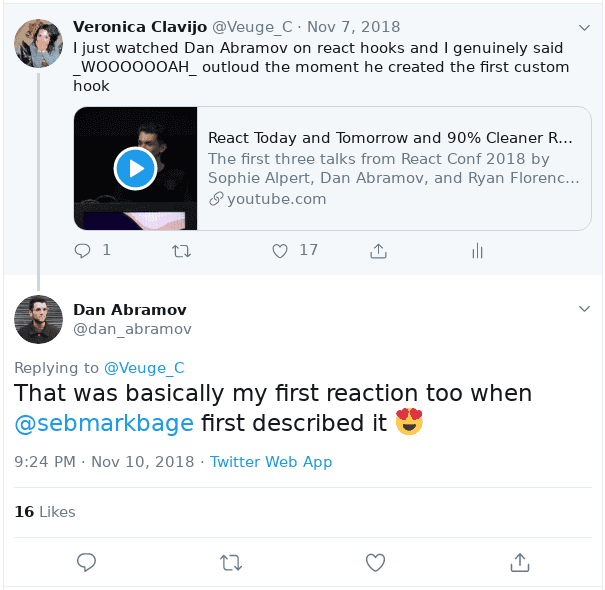 Veronica Clavijo @Veuge_C · Nov 7, 2018
I just watched Dan Abramov on react hooks and I genuinely said
_WOOOOOOAH_ outloud the moment he created the first custom
hook
React Today and Tomorrow and 90% Cleaner R...
The first three talks from React Conf 2018 by
Sophie Alpert, Dan Abramov, and Ryan Florenc...
youtube.com
1 17
Dan Abramov
@dan_abramov
Replying to @Veuge_C
That was basically my first reaction too when
@sebmarkbage first described it 😍
9:24 PM · Nov 10, 2018 · Twitter Web App
16 Likes